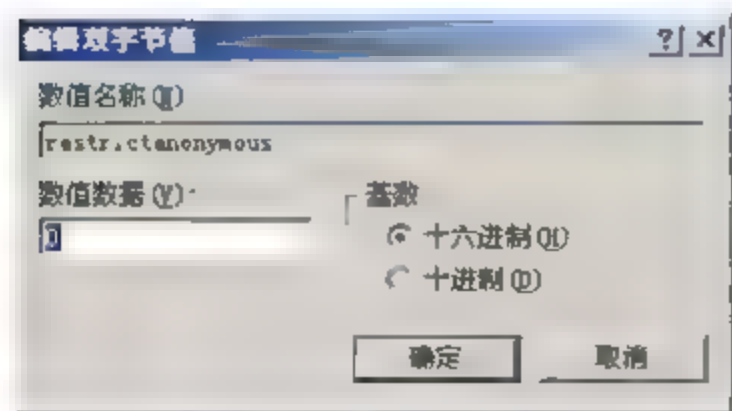 编辑双字节值
数值名称(N)
restrictanonymous
数值数据(V):
基数
十六进制(H)
十进制(D)
确定
取消